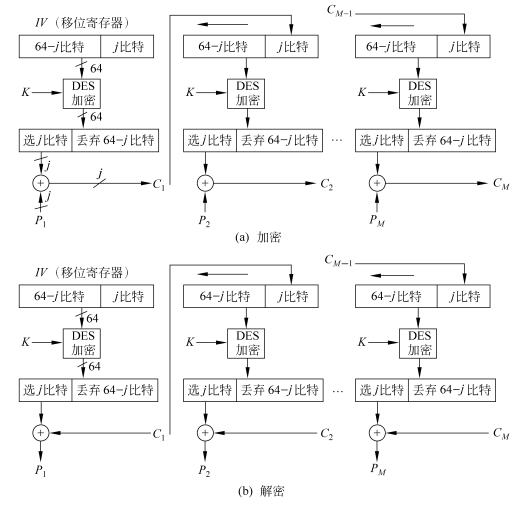 IV（移位寄存器）
C_{M−1}
64−j比特 j比特 64−j比特 j比特 64−j比特 j比特
64
K DES 加密 K DES 加密 K DES 加密
64
选j比特 丢弃64−j比特 选j比特 丢弃64−j比特 … 选j比特 丢弃64−j比特
j
+ j C_1 + C_2 + C_M
j
P_1 P_2 P_M
(a) 加密
IV（移位寄存器）
C_{M−1}
64−j比特 j比特 64−j比特 j比特 64−j比特 j比特
64
K DES 加密 K DES 加密 K DES 加密
64
选j比特 丢弃64−j比特 选j比特 丢弃64−j比特 … 选j比特 丢弃64−j比特
+ C_1 + C_2 + C_M
P_1 P_2 P_M
(b) 解密